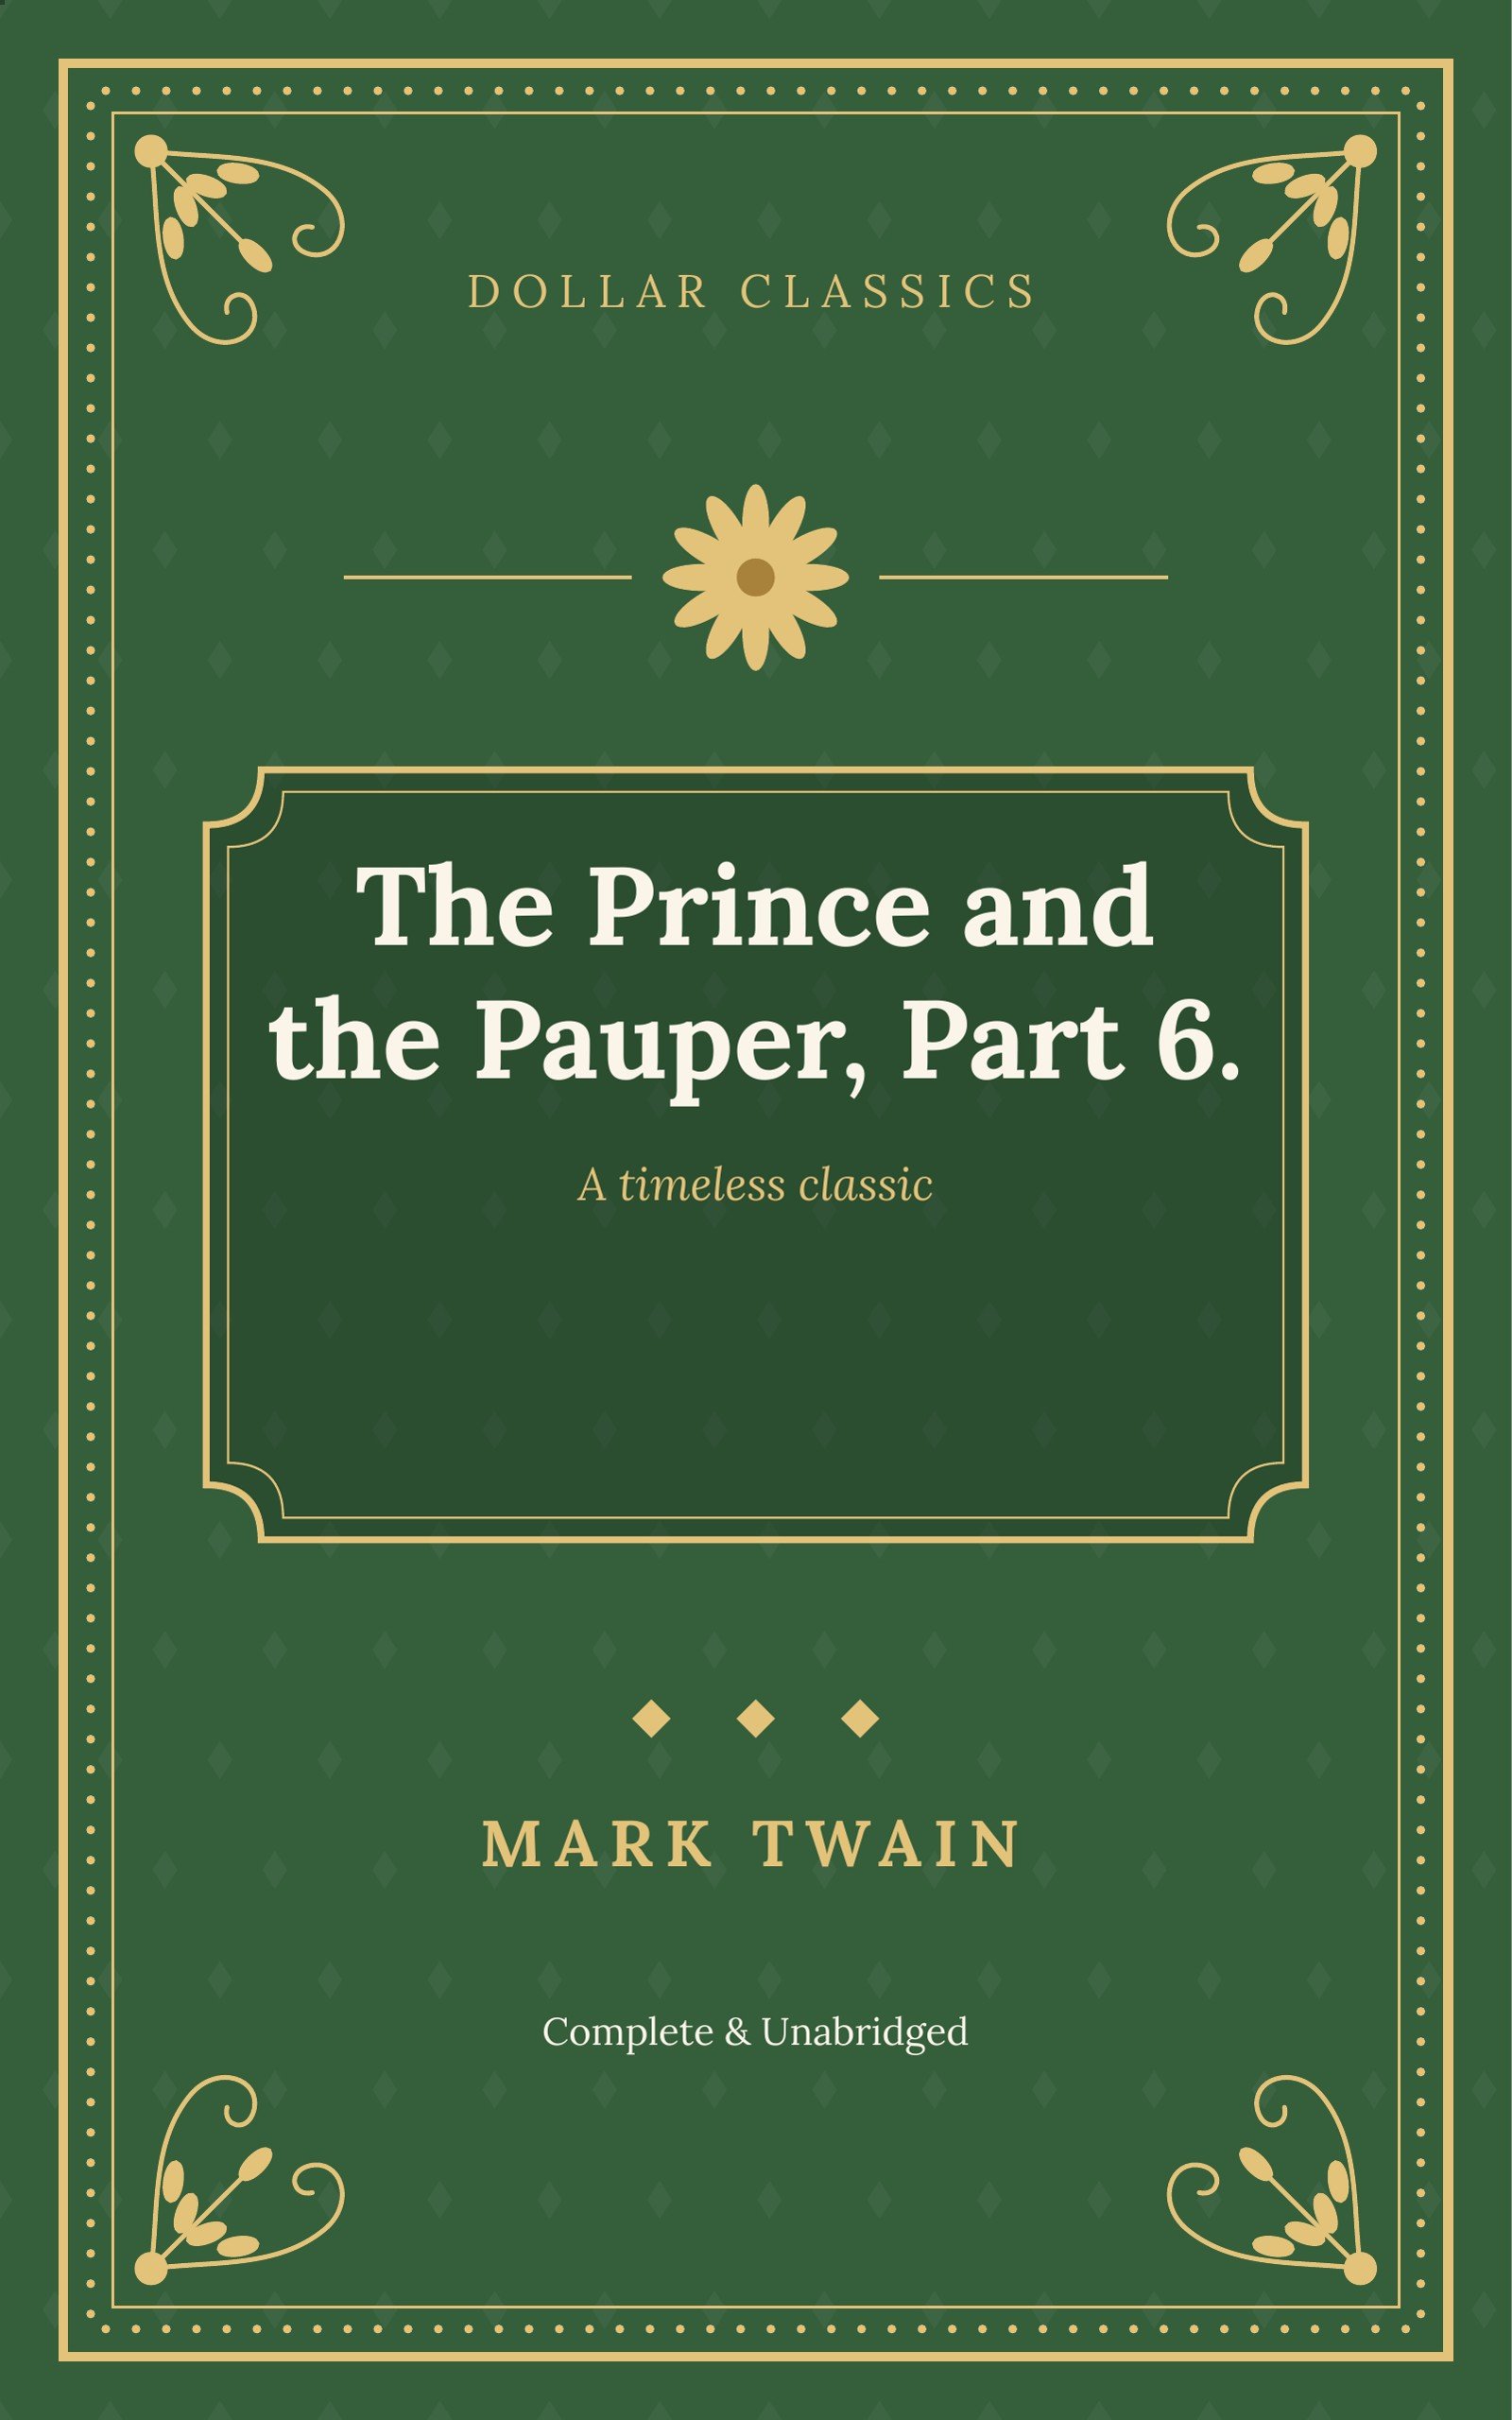 DOLLAR CLASSICS
The Prince and
the Pauper, Part 6.
A timeless classic
MARK TWAIN
Complete & Unabridged